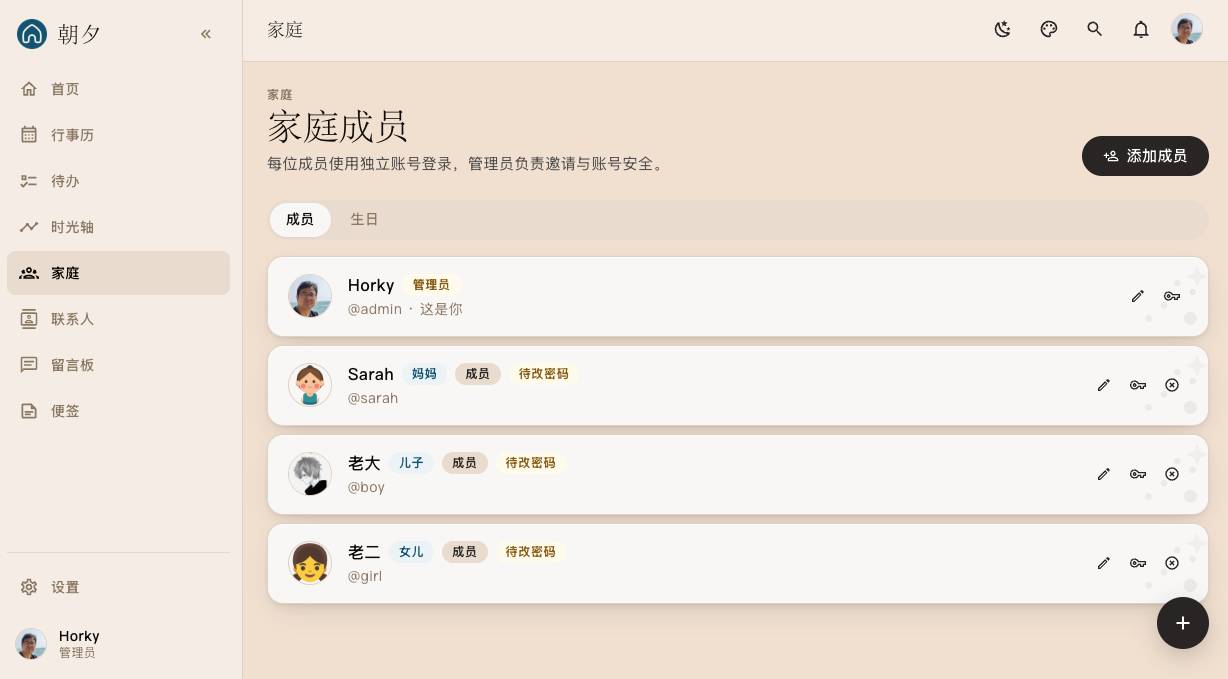 朝夕
首页
行事历
待办
时光轴
家庭
联系人
留言板
便签
设置
Horky
管理员
家庭
家庭
家庭成员
每位成员使用独立账号登录，管理员负责邀请与账号安全。
添加成员
成员 生日
Horky 管理员
@admin · 这是你
Sarah 妈妈 成员 待改密码
@sarah
老大 儿子 成员 待改密码
@boy
老二 女儿 成员 待改密码
@girl